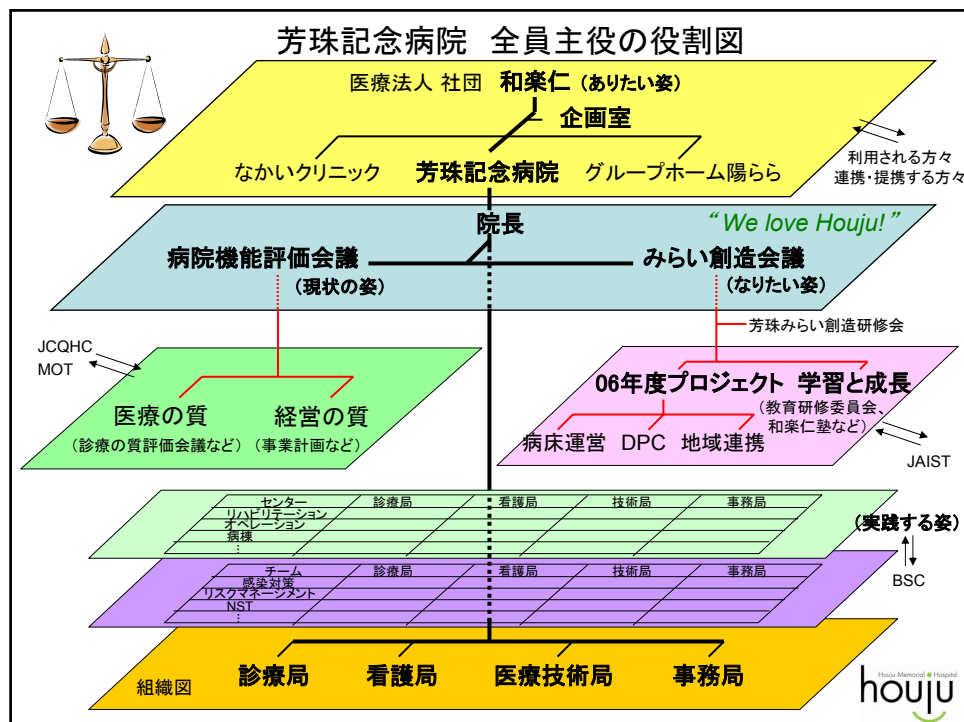 芳珠記念病院 全員主役の役割図
医療法人 社団 和楽仁 (ありたい姿)
企画室
なかいクリニック 芳珠記念病院 グループホーム陽らら
利用される方々
連携・提携する方々
院長
“We love Houju!”
病院機能評価会議 みらい創造会議
(現状の姿) (なりたい姿)
芳珠みらい創造研修会
JCQHC
MOT
医療の質 経営の質
(診療の質評価会議など) (事業計画など)
06年度プロジェクト 学習と成長
(教育研修委員会、
和楽仁塾など)
病床運営 DPC 地域連携
JAIST
センター 診療局 看護局 技術局 事務局
リハビリテーション
オペレーション
病棟
…
(実践する姿)
BSC
チーム 診療局 看護局 技術局 事務局
感染対策
リスクマネージメント
NST
…
診療局 看護局 医療技術局 事務局
組織図
Houju Memorial Hospital
houju